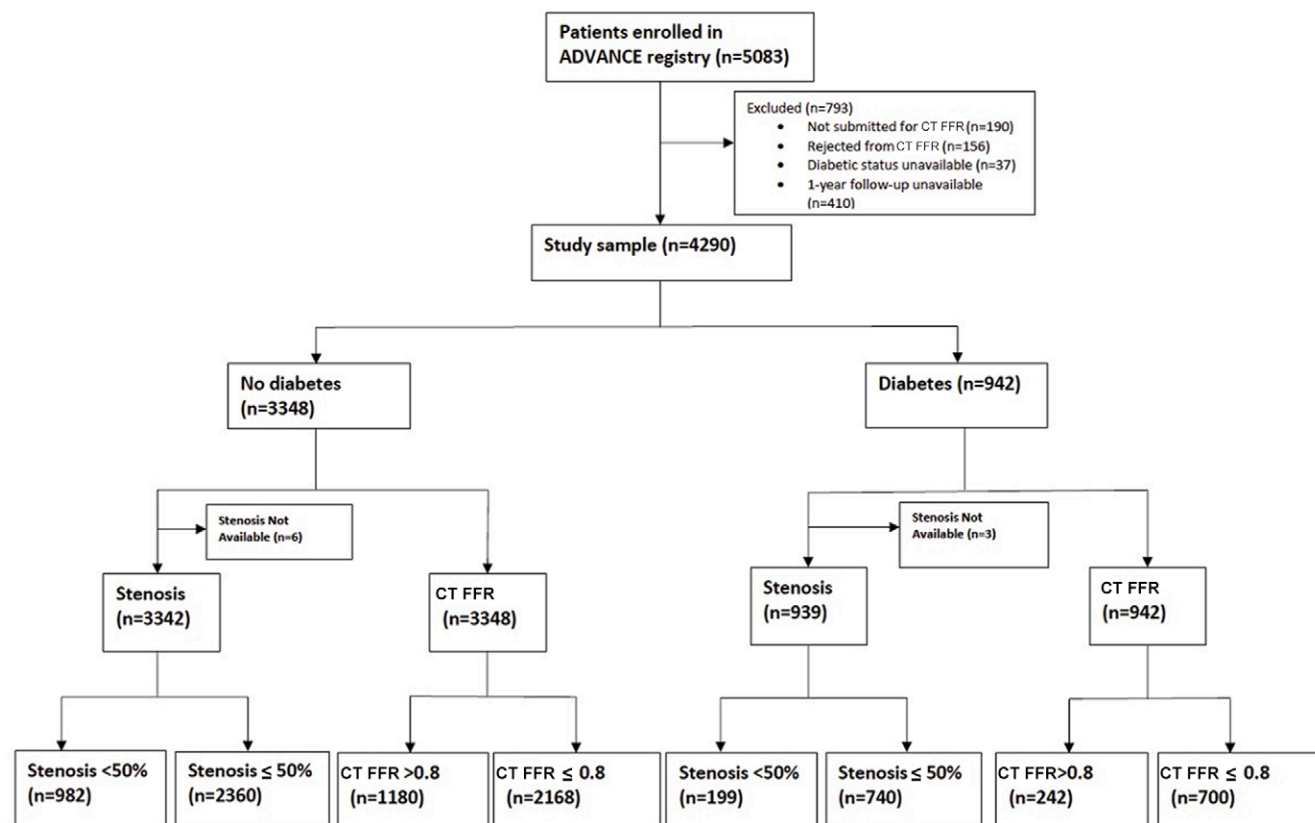 Patients enrolled in
ADVANCE registry (n=5083)
Excluded (n=793)
• Not submitted for CT FFR (n=190)
• Rejected from CT FFR (n=156)
• Diabetic status unavailable (n=37)
• 1-year follow-up unavailable
(n=410)
Study sample (n=4290)
No diabetes
(n=3348)
Diabetes (n=942)
Stenosis Not
Available (n=6)
Stenosis Not
Available (n=3)
Stenosis
(n=3342)
CT FFR
(n=3348)
Stenosis
(n=939)
CT FFR
(n=942)
Stenosis <50%
(n=982)
Stenosis ≤ 50%
(n=2360)
CT FFR >0.8
(n=1180)
CT FFR ≤ 0.8
(n=2168)
Stenosis <50%
(n=199)
Stenosis ≤ 50%
(n=740)
CT FFR>0.8
(n=242)
CT FFR ≤ 0.8
(n=700)